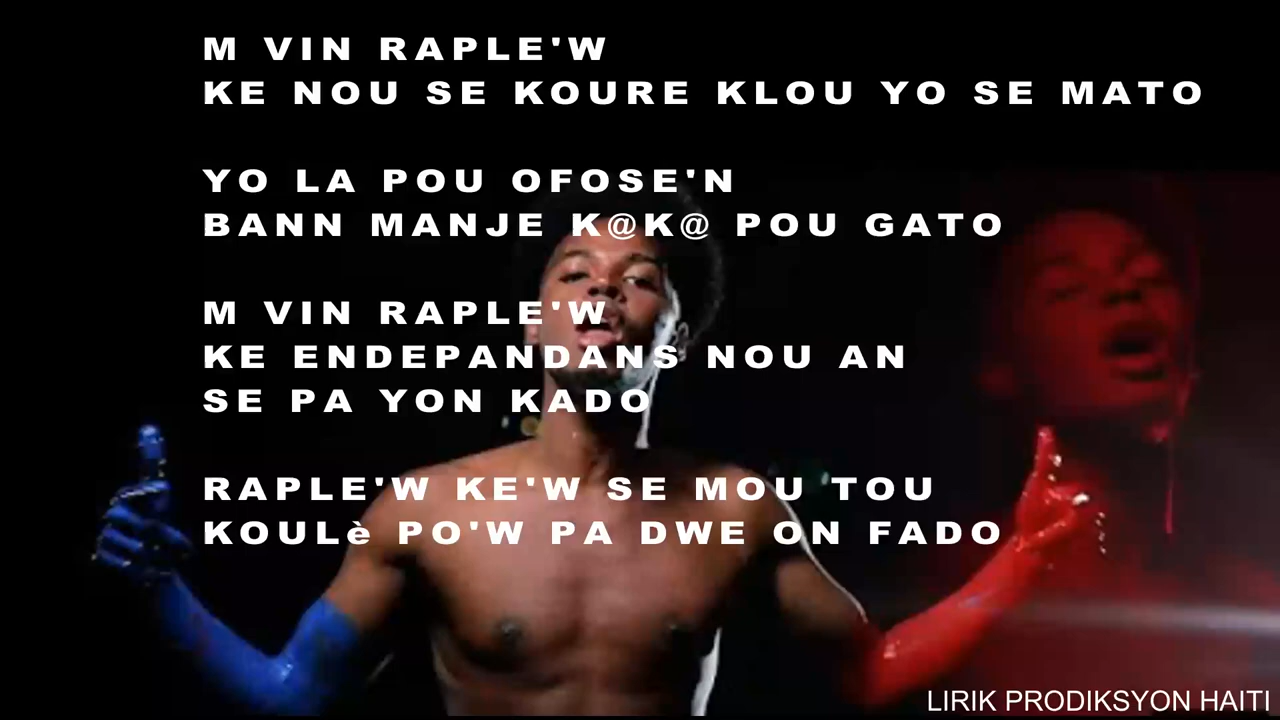 M VIN RAPLE'W
KE NOU SE KOURE KLOU YO SE MATO
YO LA POU OFOSE'N
BANN MANJE K@K@ POU GATO
M VIN RAPLE'W
KE ENDEPANDANS NOU AN
SE PA YON KADO
RAPLE'W KE'W SE MOU TOU
KOULè PO'W PA DWE ON FADO
LIRIK PRODIKSYON HAITI